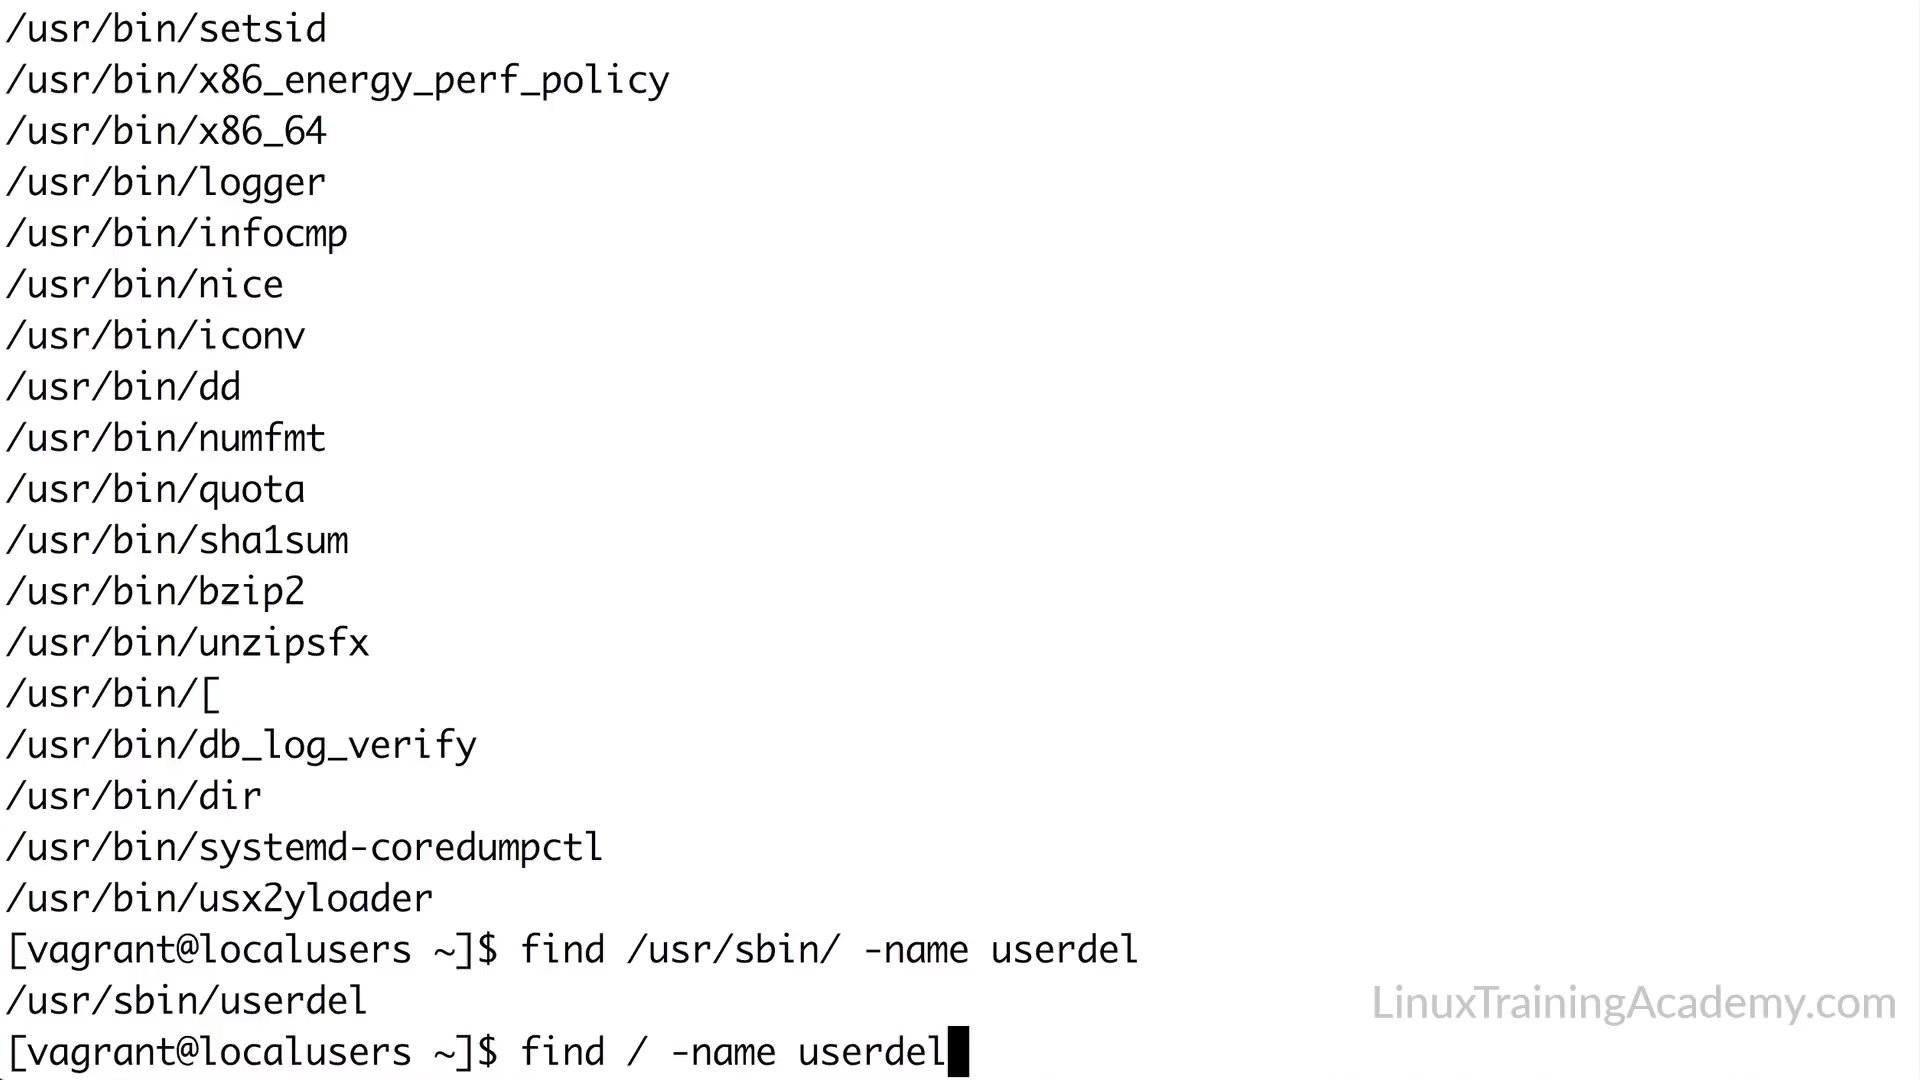 /usr/bin/setsid
/usr/bin/x86_energy_perf_policy
/usr/bin/x86_64
/usr/bin/logger
/usr/bin/infocmp
/usr/bin/nice
/usr/bin/iconv
/usr/bin/dd
/usr/bin/numfmt
/usr/bin/quota
/usr/bin/sha1sum
/usr/bin/bzip2
/usr/bin/unzipsfx
/usr/bin/[
/usr/bin/db_log_verify
/usr/bin/dir
/usr/bin/systemd-coredumpctl
/usr/bin/usx2yloader
[vagrant@localusers ~]$ find /usr/sbin/ -name userdel
/usr/sbin/userdel
LinuxTrainingAcademy.com
[vagrant@localusers ~]$ find / -name userdel